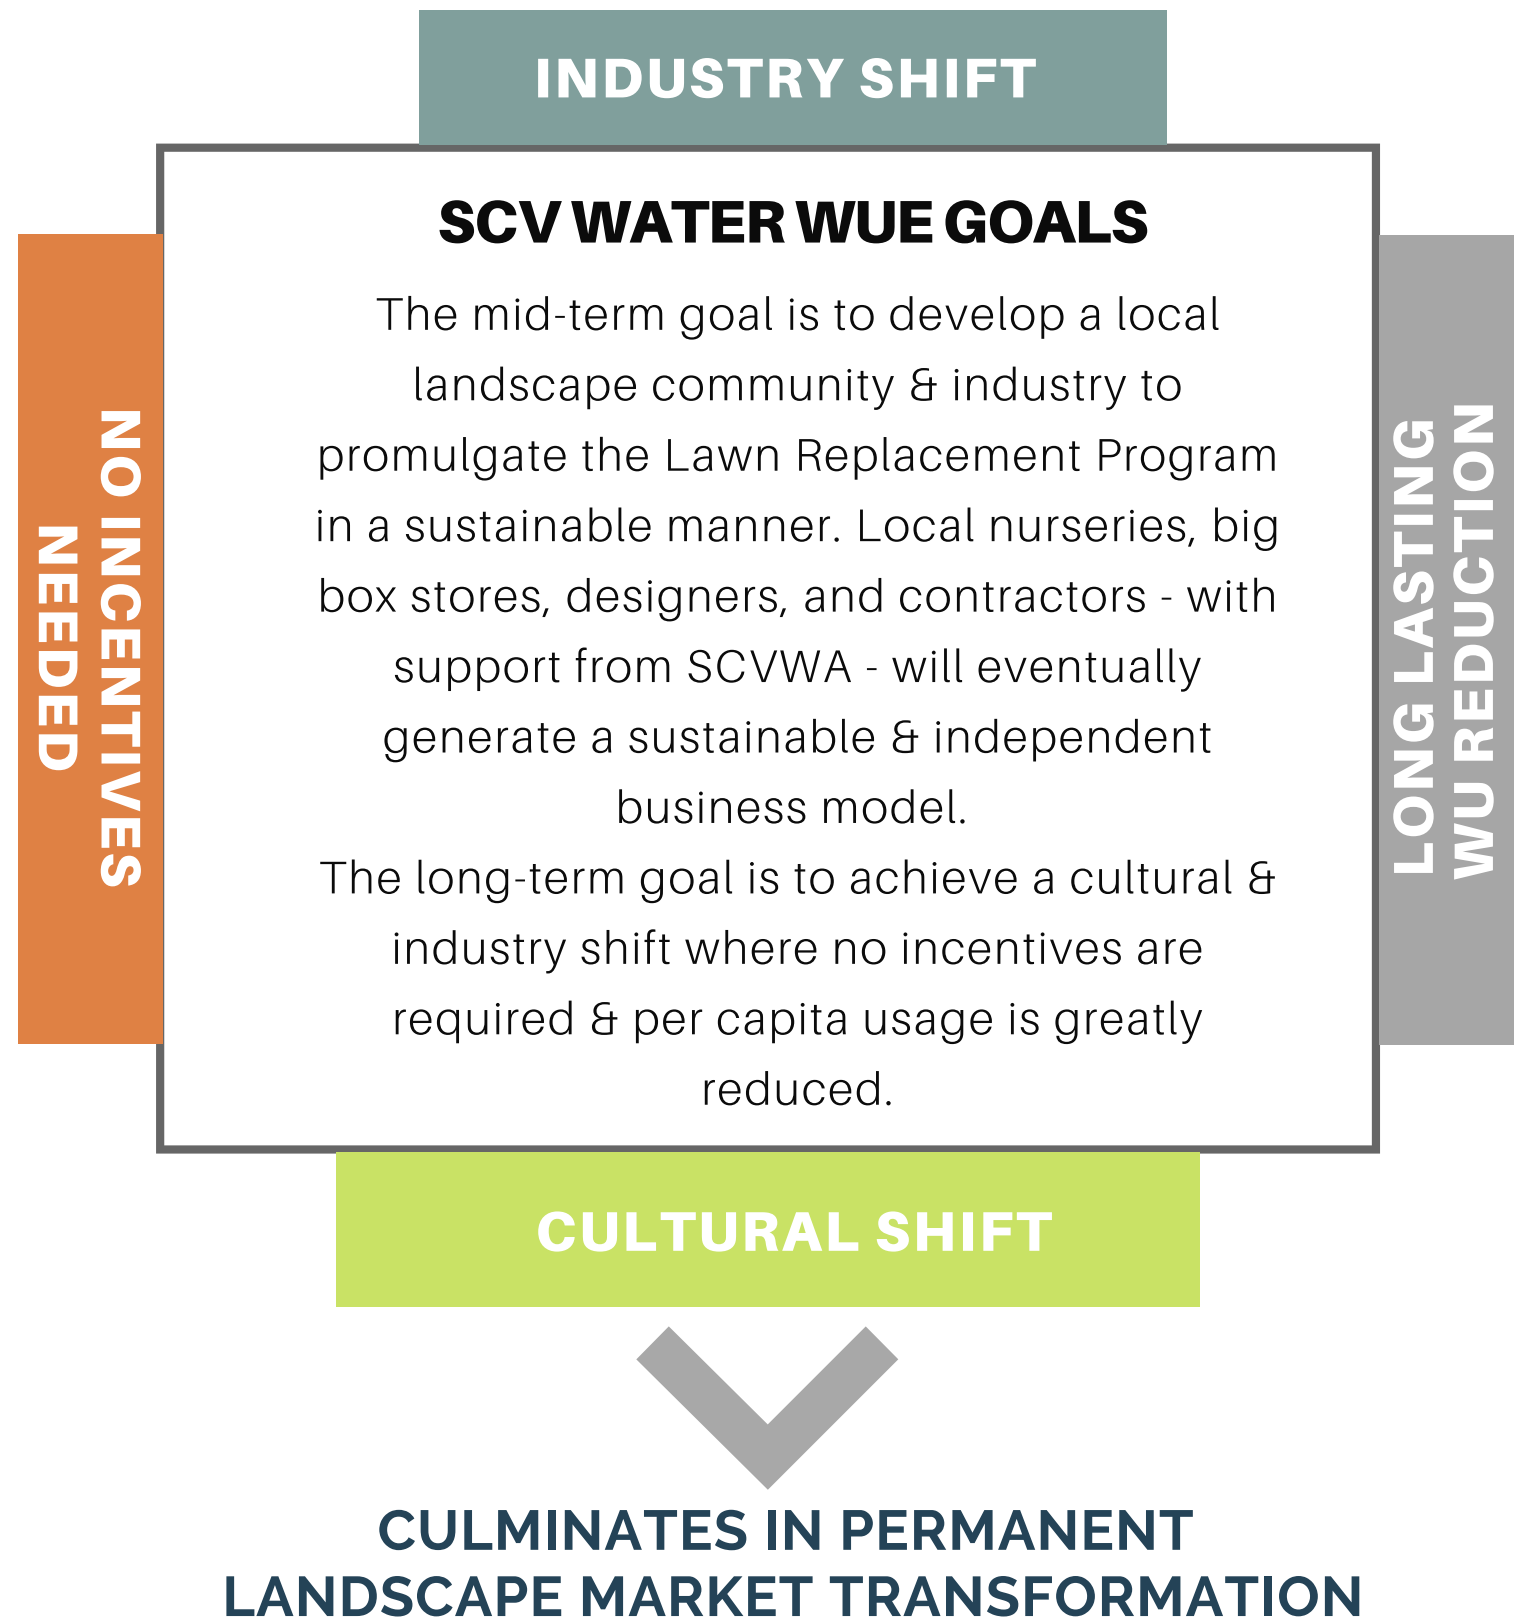 INDUSTRY SHIFT
SCV WATER WUE GOALS
The mid-term goal is to develop a local
landscape community & industry to
promulgate the Lawn Replacement Program
in a sustainable manner. Local nurseries, big
box stores, designers, and contractors - with
support from SCVWA - will eventually
generate a sustainable & independent
business model.
The long-term goal is to achieve a cultural &
industry shift where no incentives are
required & per capita usage is greatly
reduced.
NO INCENTIVES
NEEDED
LONG LASTING
WU REDUCTION
CULTURAL SHIFT
CULMINATES IN PERMANENT
LANDSCAPE MARKET TRANSFORMATION